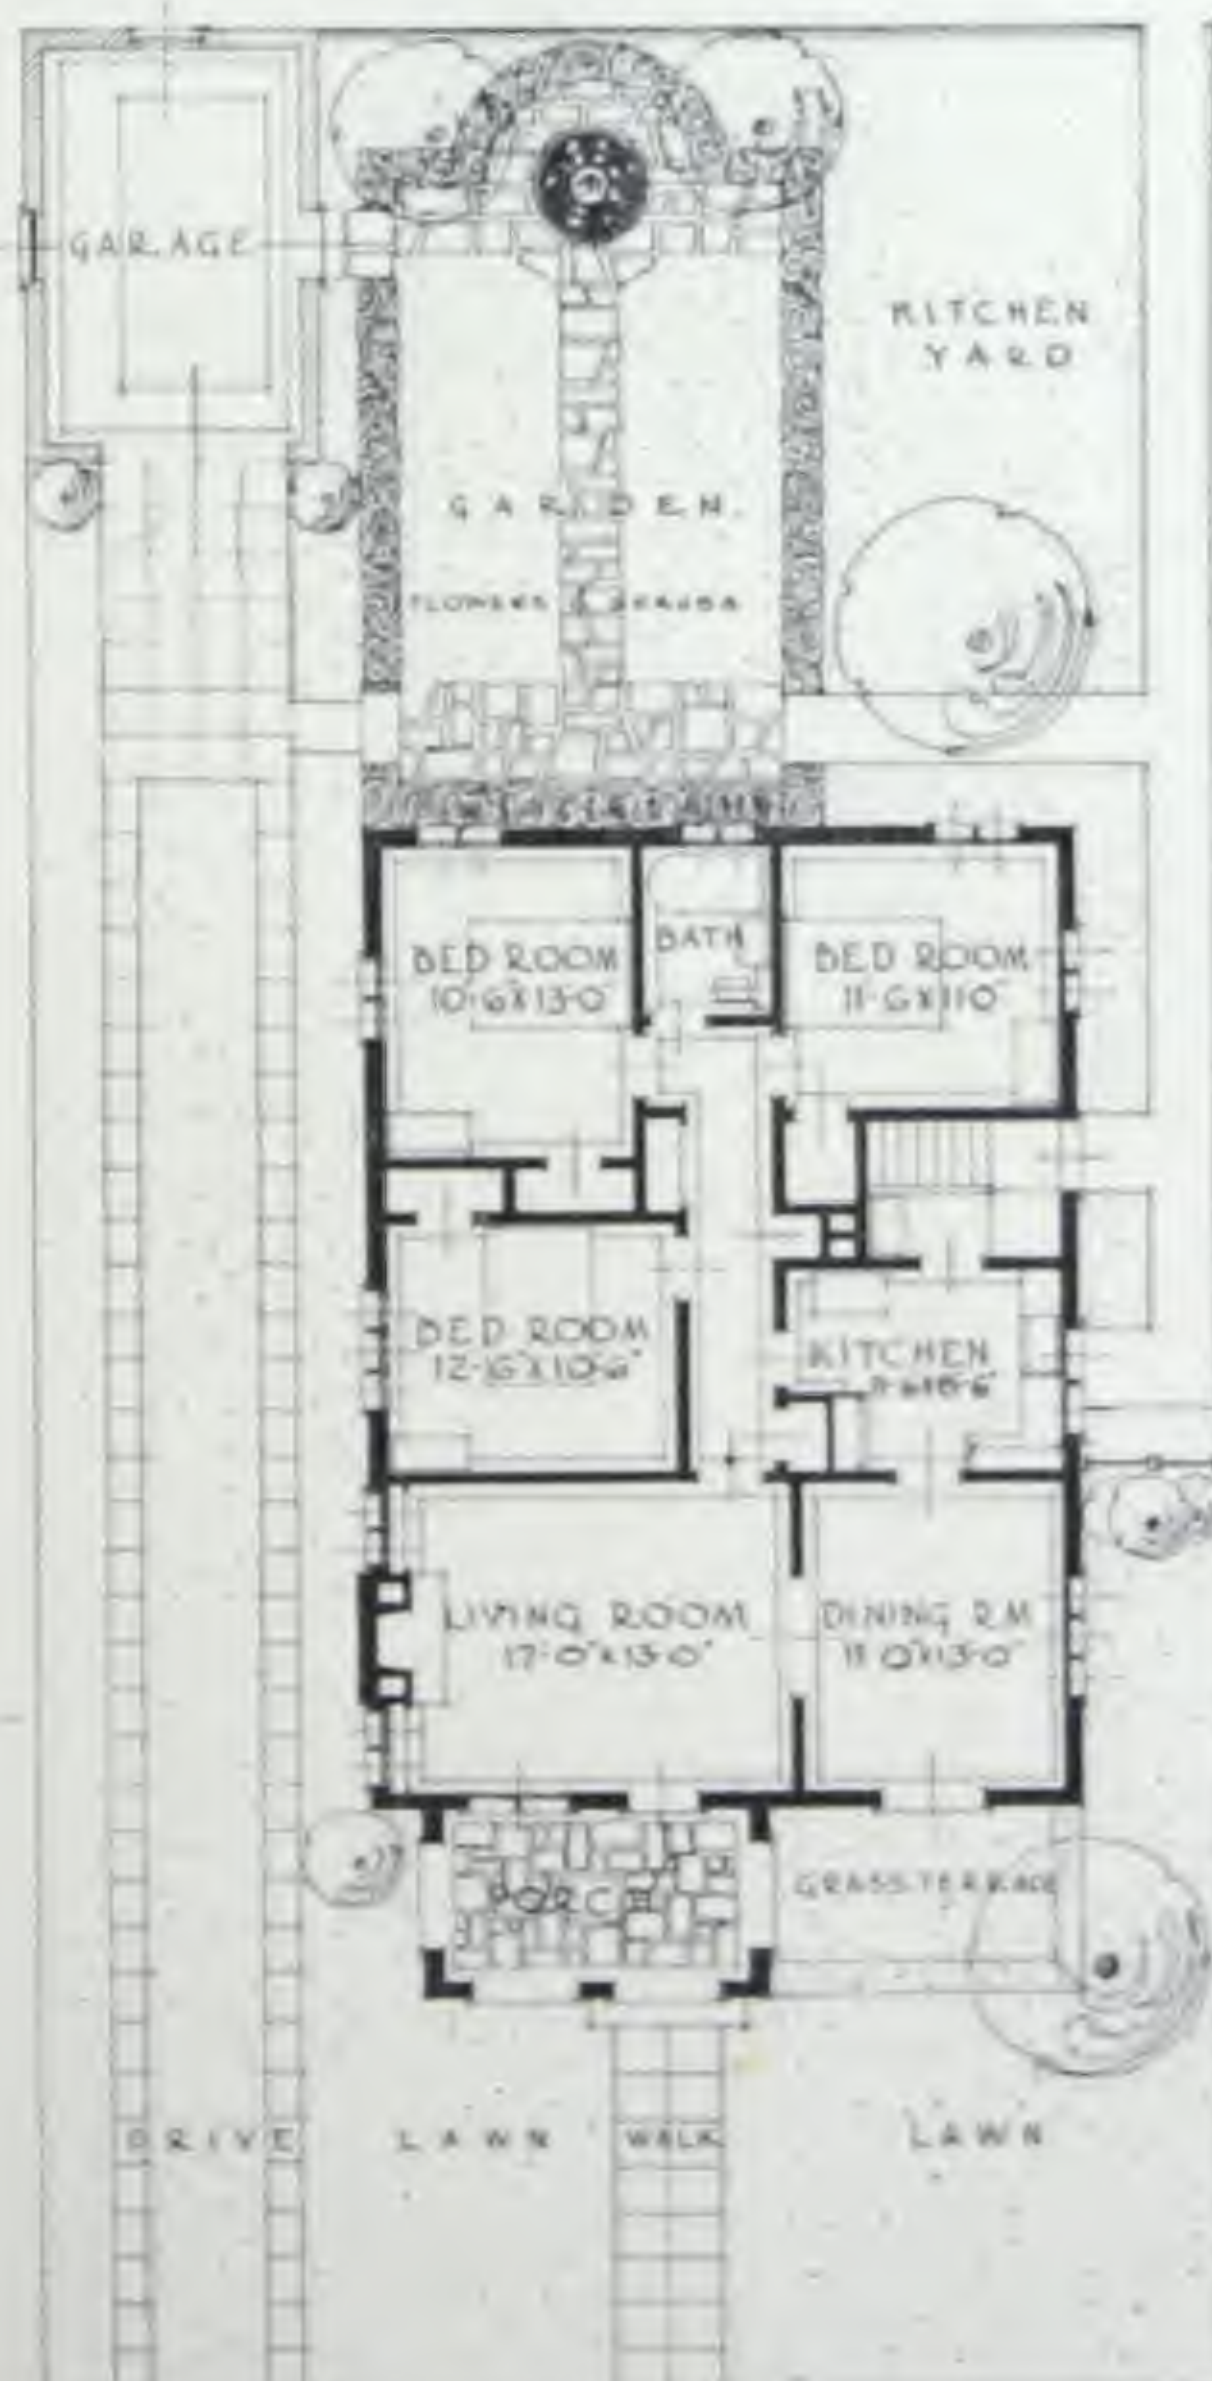 GARAGE
KITCHEN
YARD
GARDEN.
FLOWERS & SHRUBS
BED ROOM
10'-6"X13-0"
BATH
BED ROOM
11-6"X11'0"
BED ROOM
12-6"X10-6"
KITCHEN
LIVING ROOM
17-0"X13-0"
DINING RM
11'0"X13-0"
PORCH
GRASS TERRACE
DRIVE
LAWN
WALK
LAWN